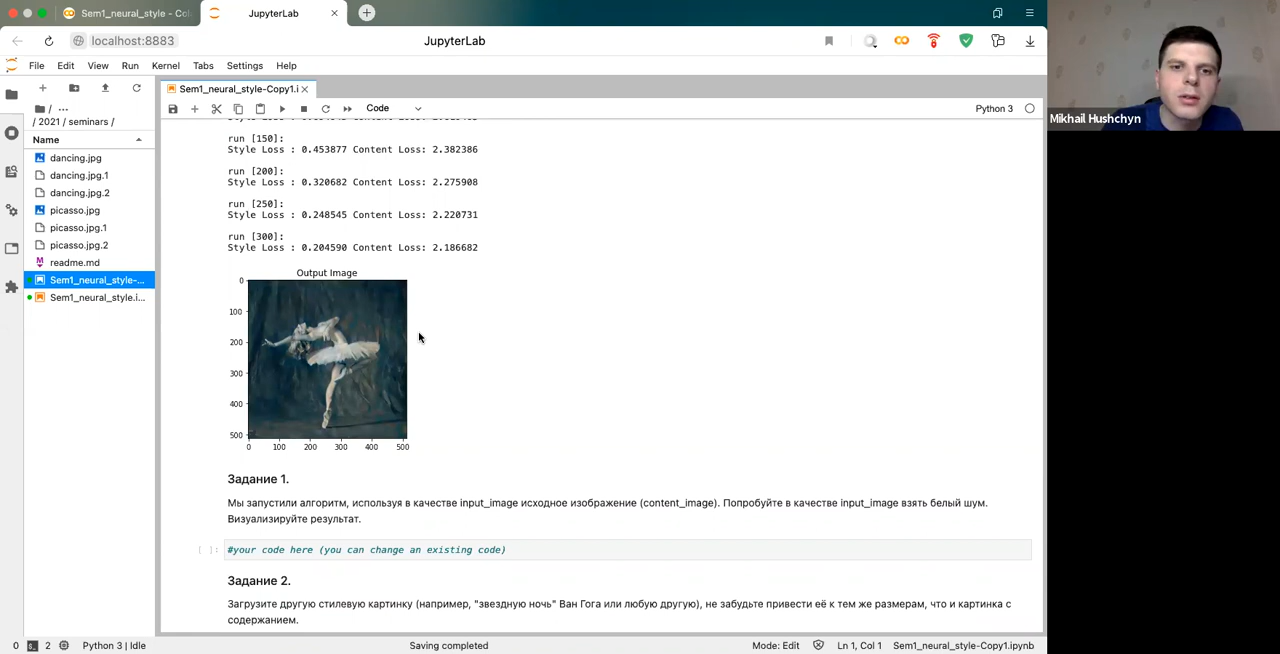 Sem1_neural_style - Col
JupyterLab
localhost:8883
JupyterLab
File Edit View Run Kernel Tabs Settings Help
Sem1_neural_style-Copy1.i
Code
Python 3
/ ...
/ 2021 / seminars /
Name
dancing.jpg
dancing.jpg.1
dancing.jpg.2
picasso.jpg
picasso.jpg.1
picasso.jpg.2
readme.md
Sem1_neural_style-...
Sem1_neural_style.i...
run [150]:
Style Loss : 0.453877 Content Loss: 2.382386
run [200]:
Style Loss : 0.320682 Content Loss: 2.275908
run [250]:
Style Loss : 0.248545 Content Loss: 2.220731
run [300]:
Style Loss : 0.204590 Content Loss: 2.186682
Output Image
0
100
200
300
400
500
0 100 200 300 400 500
Задание 1.
Мы запустили алгоритм, используя в качестве input_image исходное изображение (content_image). Попробуйте в качестве input_image взять белый шум.
Визуализируйте результат.
[ ]: #your code here (you can change an existing code)
Задание 2.
Загрузите другую стилевую картинку (например, "звездную ночь" Ван Гога или любую другую), не забудьте привести её к тем же размерам, что и картинка с
содержанием.
0 2 Python 3 | Idle Saving completed Mode: Edit Ln 1, Col 1 Sem1_neural_style-Copy1.ipynb
Mikhail Hushchyn